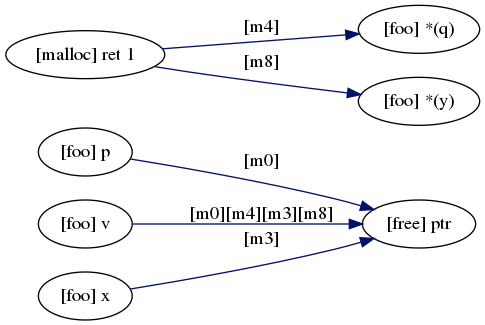 [m4]
[foo] *(q)
[malloc] ret 1
[m8]
[foo] *(y)
[foo] p
[m0]
[foo] v
[m0][m4][m3][m8]
[free] ptr
[m3]
[foo] x